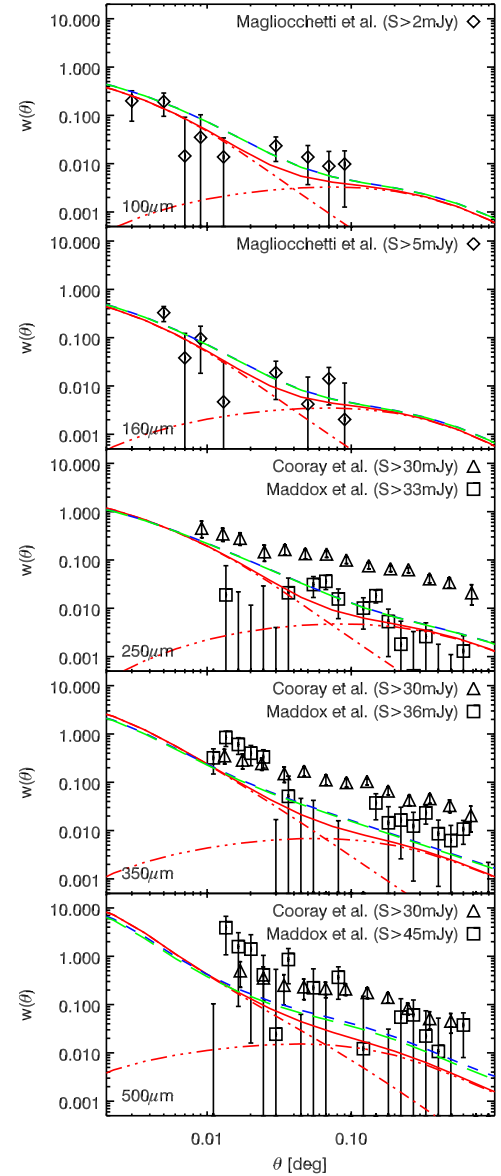 Magliocchetti et al. (S>2mJy)
10.000
1.000
0.100
0.010
0.001
w(θ)
100μm
Magliocchetti et al. (S>5mJy)
10.000
1.000
0.100
0.010
0.001
w(θ)
160μm
Cooray et al. (S>30mJy)
Maddox et al. (S>33mJy)
10.000
1.000
0.100
0.010
0.001
w(θ)
250μm
Cooray et al. (S>30mJy)
Maddox et al. (S>36mJy)
10.000
1.000
0.100
0.010
0.001
w(θ)
350μm
Cooray et al. (S>30mJy)
Maddox et al. (S>45mJy)
10.000
1.000
0.100
0.010
0.001
w(θ)
500μm
0.01
0.10
θ [deg]